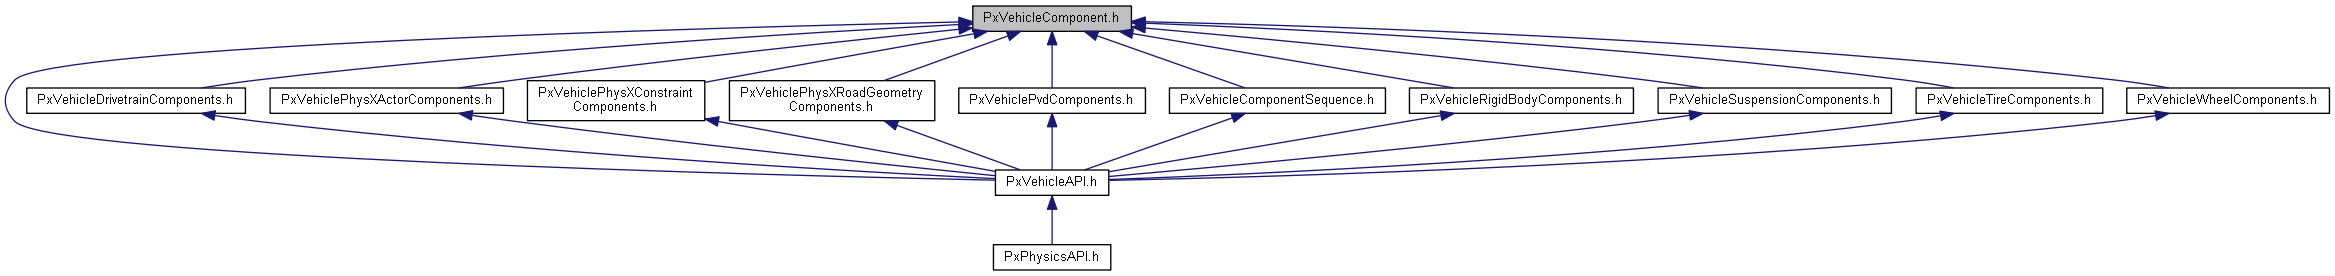 PxVehicleComponent.h
PxVehicleDrivetrainComponents.h
PxVehiclePhysXActorComponents.h
PxVehiclePhysXConstraint
Components.h
PxVehiclePhysXRoadGeometry
Components.h
PxVehiclePvdComponents.h
PxVehicleComponentSequence.h
PxVehicleRigidBodyComponents.h
PxVehicleSuspensionComponents.h
PxVehicleTireComponents.h
PxVehicleWheelComponents.h
PxVehicleAPI.h
PxPhysicsAPI.h